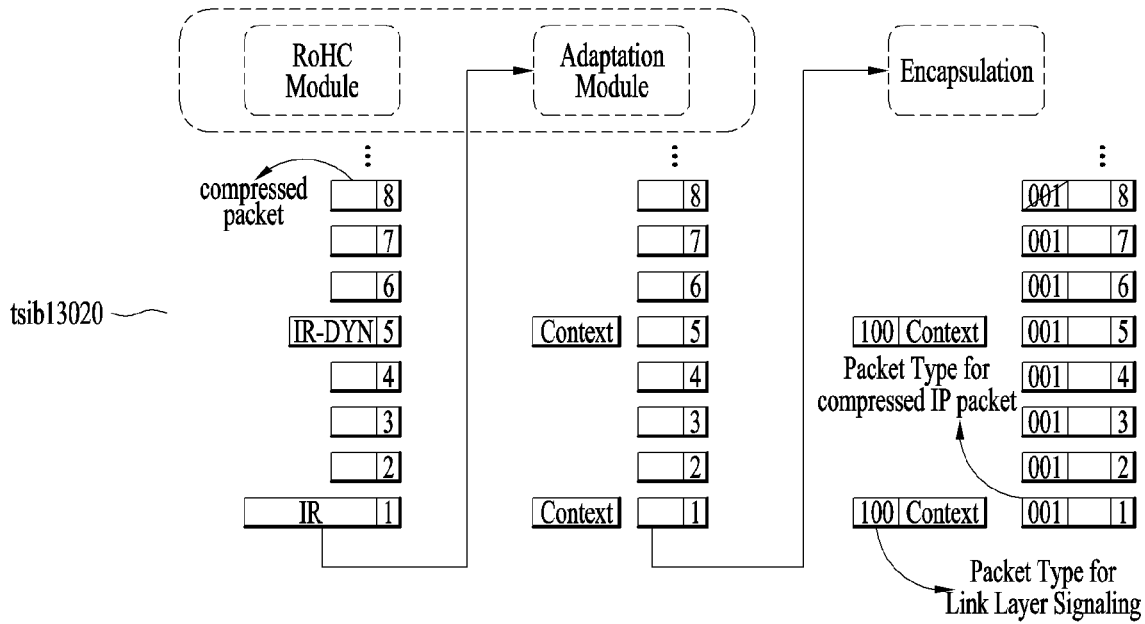 RoHC
Module
Adaptation
Module
Encapsulation
compressed
packet
8
8
001 8
7
7
001 7
6
6
001 6
tsib13020
IR-DYN 5
Context
5
100 Context
001 5
4
4
Packet Type for
compressed IP packet
001 4
3
3
001 3
2
2
001 2
IR 1
Context
1
100 Context
001 1
Packet Type for
Link Layer Signaling